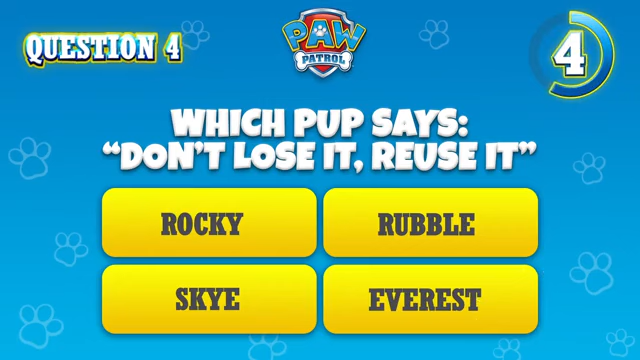 QUESTION 4
PAW
PATROL
4
WHICH PUP SAYS:
“DON’T LOSE IT, REUSE IT”
ROCKY
RUBBLE
SKYE
EVEREST